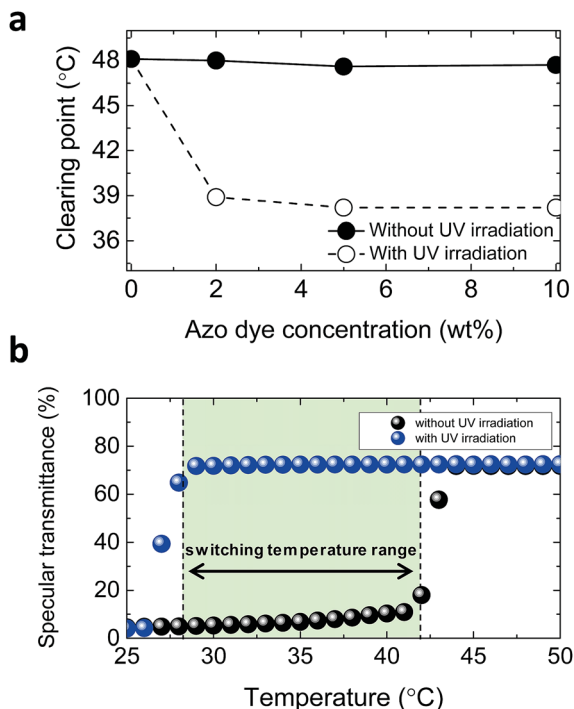 a
Clearing point (°C)
48
45
42
39
36
Without UV irradiation
With UV irradiation
0 2 4 6 8 10
Azo dye concentration (wt%)
b
Specular transmittance (%)
100
80
60
40
20
0
without UV irradiation
with UV irradiation
switching temperature range
25 30 35 40 45 50
Temperature (°C)